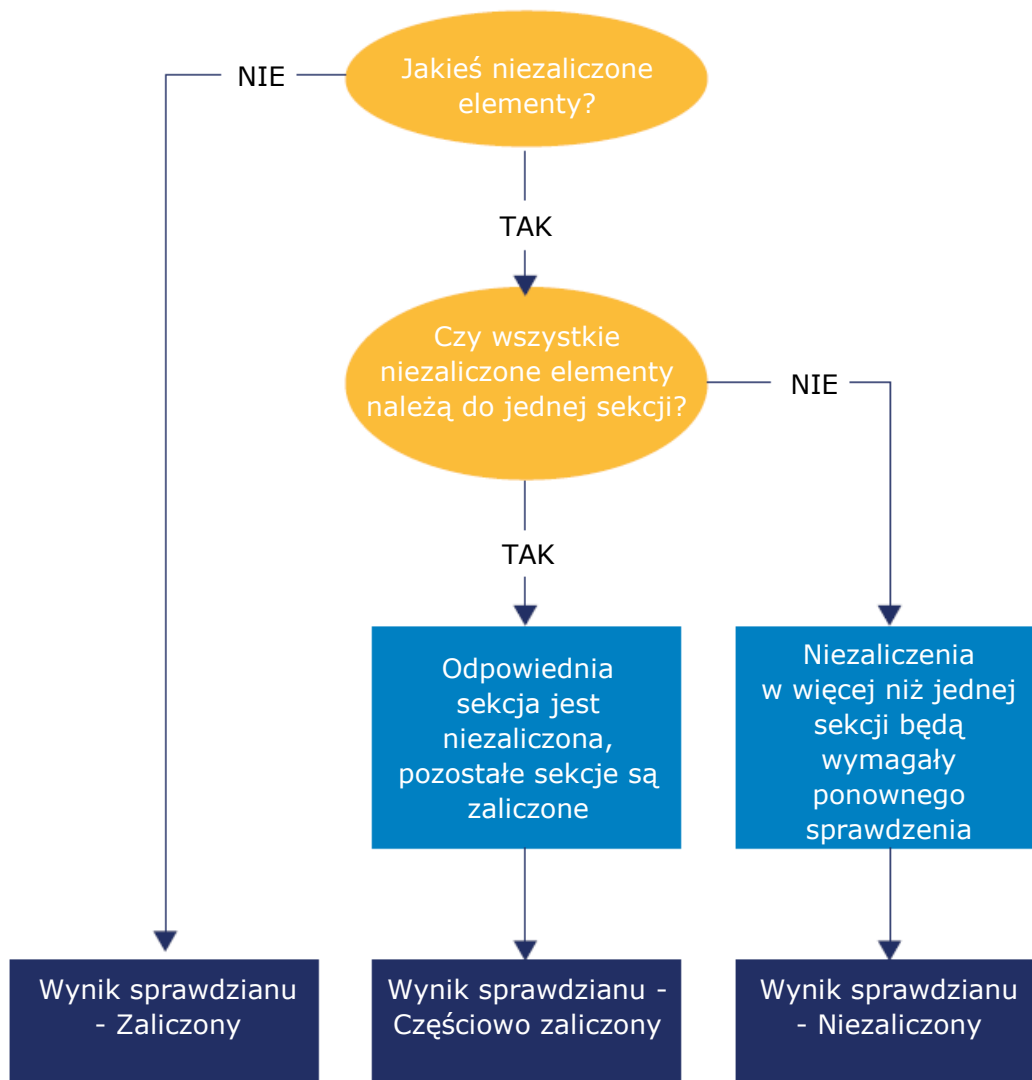 Jakieś niezaliczone
elementy?
NIE
TAK
Czy wszystkie
niezaliczone elementy
należą do jednej sekcji?
NIE
TAK
Odpowiednia
sekcja jest
niezaliczona,
pozostałe sekcje są
zaliczone
Niezaliczenia
w więcej niż jednej
sekcji będą
wymagały
ponownego
sprawdzenia
Wynik sprawdzianu
- Zaliczony
Wynik sprawdzianu -
Częściowo zaliczony
Wynik sprawdzianu
- Niezaliczony